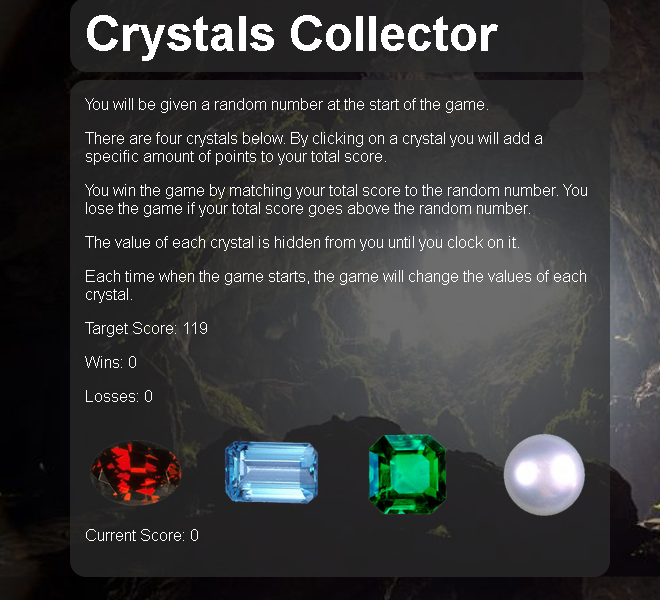 Crystals Collector
You will be given a random number at the start of the game.
There are four crystals below. By clicking on a crystal you will add a
specific amount of points to your total score.
You win the game by matching your total score to the random number. You
lose the game if your total score goes above the random number.
The value of each crystal is hidden from you until you clock on it.
Each time when the game starts, the game will change the values of each
crystal.
Target Score: 119
Wins: 0
Losses: 0
Current Score: 0